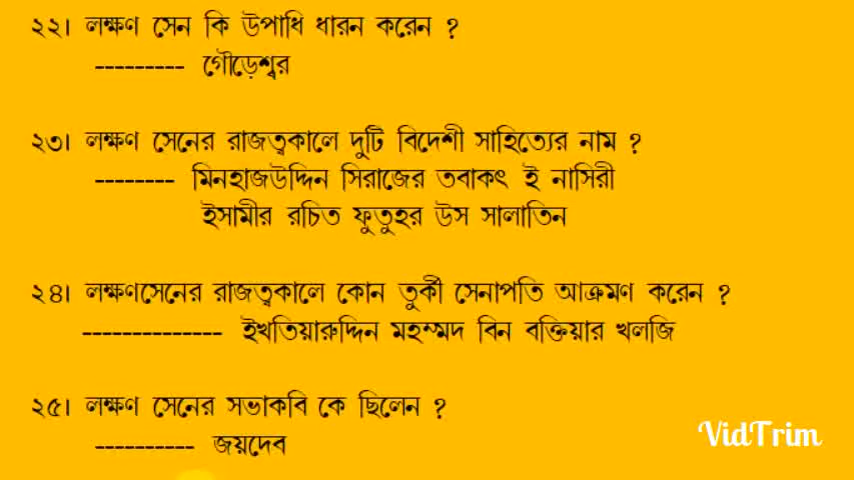 ২২। লক্ষণ সেন কি উপাধি ধারন করেন ?
--------- গৌড়েশ্বর
২৩। লক্ষণ সেনের রাজত্বকালে দুটি বিদেশী সাহিত্যের নাম ?
-------- মিনহাজউদ্দিন সিরাজের তবাকৎ ই নাসিরী
ইসামীর রচিত ফুতুহর উস সালাতিন
২৪। লক্ষণসেনের রাজত্বকালে কোন তুর্কী সেনাপতি আক্রমণ করেন ?
-------------- ইখতিয়ারুদ্দিন মহম্মদ বিন বক্তিয়ার খলজি
২৫। লক্ষণ সেনের সভাকবি কে ছিলেন ?
---------- জয়দেব
VidTrim